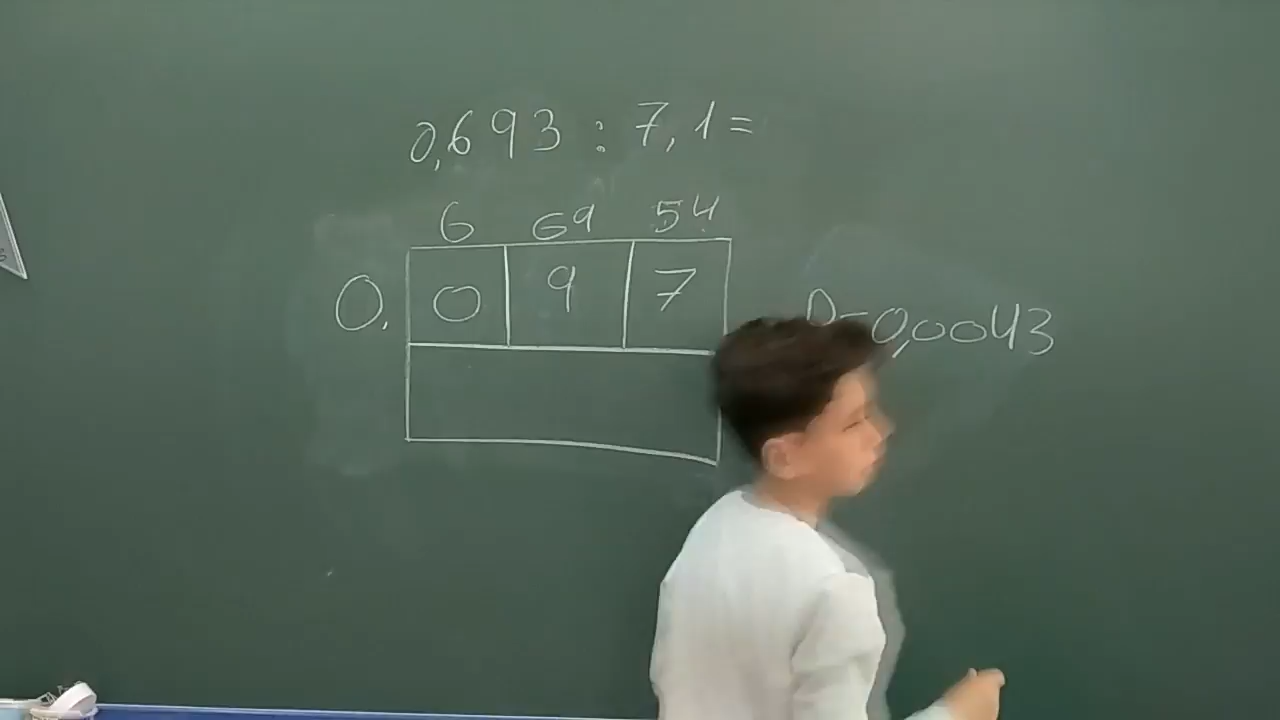 0,693 : 7,1 =
6 69 54
0, 0 9 7
0,0043